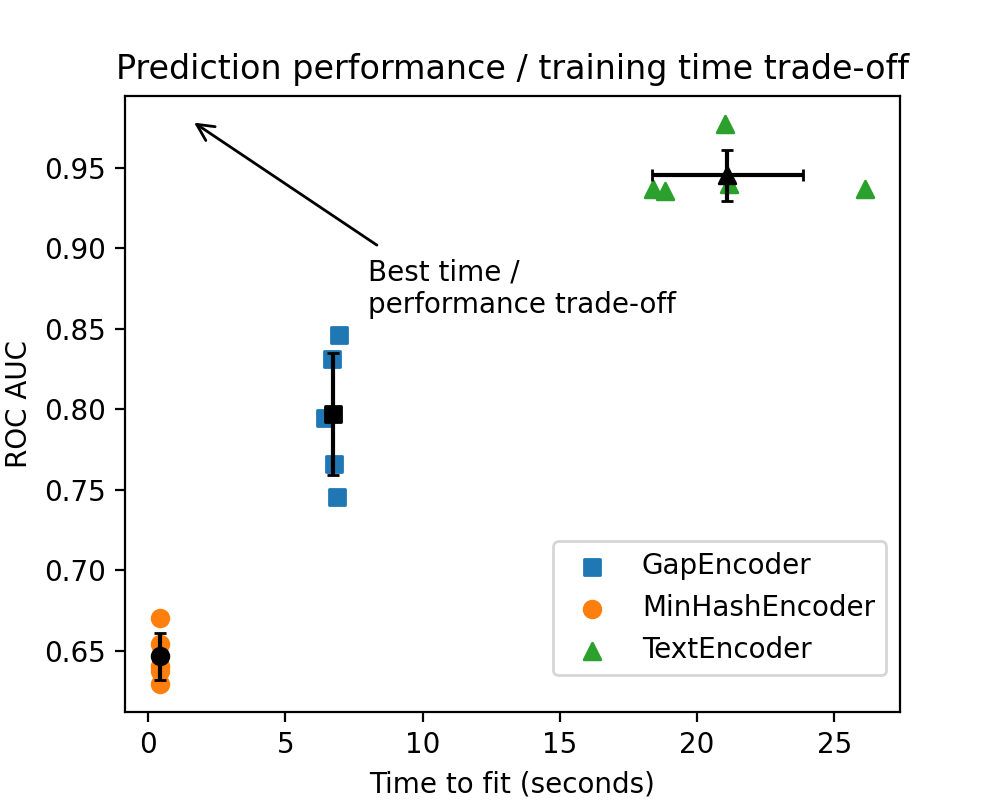 Prediction performance / training time trade-off
ROC AUC
0.95
0.90
0.85
0.80
0.75
0.70
0.65
Best time /
performance trade-off
GapEncoder
MinHashEncoder
TextEncoder
0 5 10 15 20 25
Time to fit (seconds)